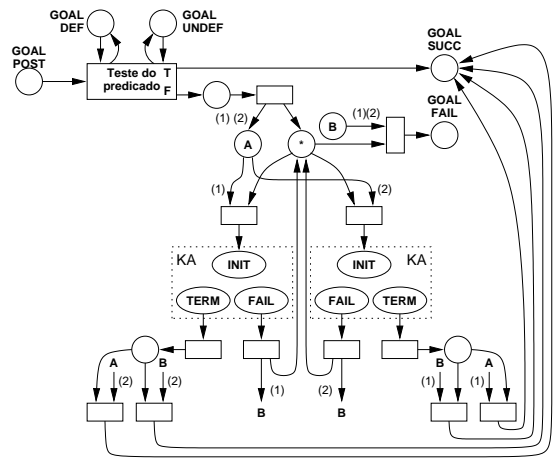 GOAL
DEF
GOAL
UNDEF
GOAL
POST
Teste do T
predicado F
GOAL
SUCC
(1) (2)
B
(1)(2)
GOAL
FAIL
A
*
(1)
(2)
KA
INIT
INIT
KA
TERM
FAIL
FAIL
TERM
A
(2)
B
(2)
(1)
(2)
B
(1)
A
(1)
B
B